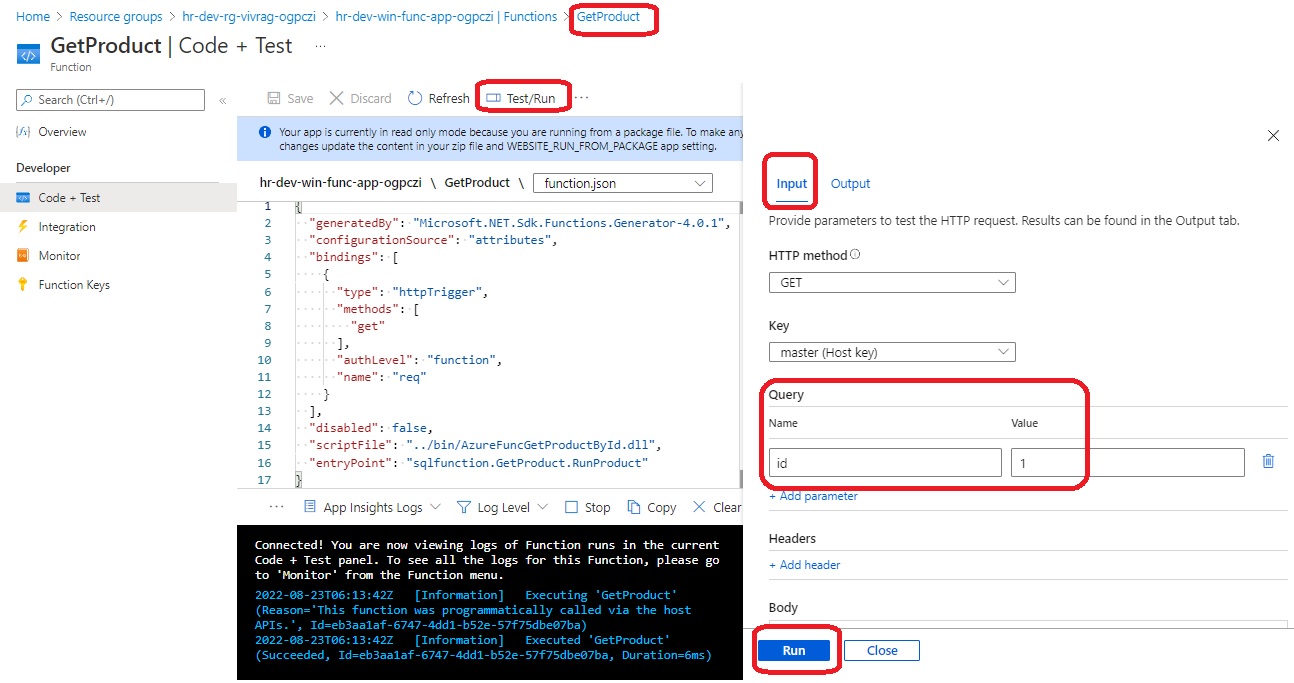 Home > Resource groups > hr-dev-rg-vivrag-ogpczi > hr-dev-win-func-app-ogpczi | Functions > GetProduct
GetProduct | Code + Test ...
Function
Search (Ctrl+/) «
Overview
Developer
Code + Test
Integration
Monitor
Function Keys
Save Discard Refresh Test/Run ...
Your app is currently in read only mode because you are running from a package file. To make any
changes update the content in your zip file and WEBSITE_RUN_FROM_PACKAGE app setting.
hr-dev-win-func-app-ogpczi \ GetProduct \ function.json
1 {
2 "generatedBy": "Microsoft.NET.Sdk.Functions.Generator-4.0.1",
3 "configurationSource": "attributes",
4 "bindings": [
5 {
6 "type": "httpTrigger",
7 "methods": [
8 "get"
9 ],
10 "authLevel": "function",
11 "name": "req"
12 }
13 ],
14 "disabled": false,
15 "scriptFile": "../bin/AzureFuncGetProductById.dll",
16 "entryPoint": "sqlfunction.GetProduct.RunProduct"
17 }
... App Insights Logs Log Level Stop Copy Clear
Connected! You are now viewing logs of Function runs in the current
Code + Test panel. To see all the logs for this Function, please go
to 'Monitor' from the Function menu.
2022-08-23T06:13:42Z [Information] Executing 'GetProduct'
(Reason='This function was programmatically called via the host
APIs.', Id=eb3aa1af-6747-4dd1-b52e-57f75dbe07ba)
2022-08-23T06:13:42Z [Information] Executed 'GetProduct'
(Succeeded, Id=eb3aa1af-6747-4dd1-b52e-57f75dbe07ba, Duration=6ms)
Input Output
Provide parameters to test the HTTP request. Results can be found in the Output tab.
HTTP method
GET
Key
master (Host key)
Query
Name Value
id 1
+ Add parameter
Headers
+ Add header
Body
Run Close